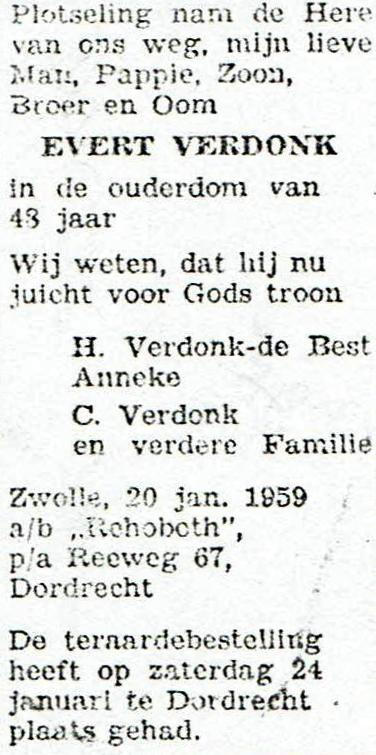 Plotseling nam de Here
van ons weg, mijn lieve
Man, Pappie, Zoon,
Broer en Oom
EVERT VERDONK
in de ouderdom van
43 jaar
Wij weten, dat hij nu
juicht voor Gods troon
H. Verdonk-de Best
Anneke
C. Verdonk
en verdere Familie
Zwolle, 20 jan. 1959
a/b „Rehoboth”,
p/a Reeweg 67,
Dordrecht
De teraardebestelling
heeft op zaterdag 24
januari te Dordrecht
plaats gehad.